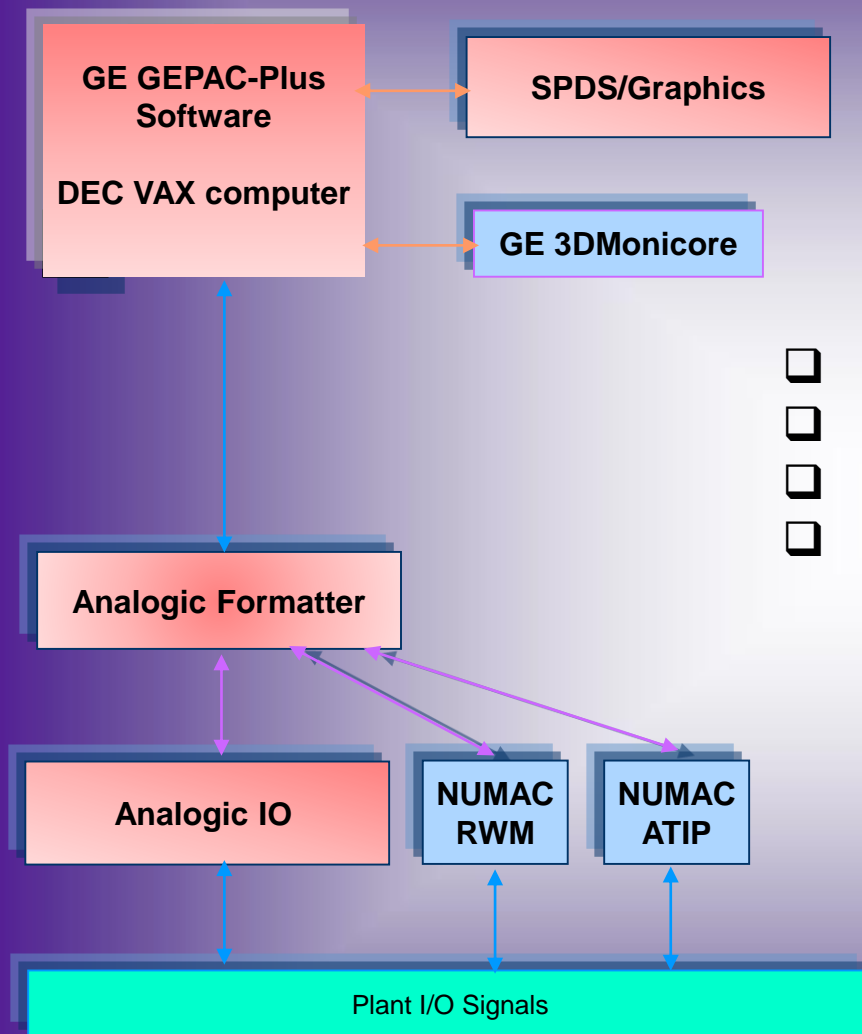 GE GEPAC-Plus
Software
DEC VAX computer
SPDS/Graphics
GE 3DMonicore
Analogic Formatter
Analogic IO
NUMAC
RWM
NUMAC
ATIP
Plant I/O Signals